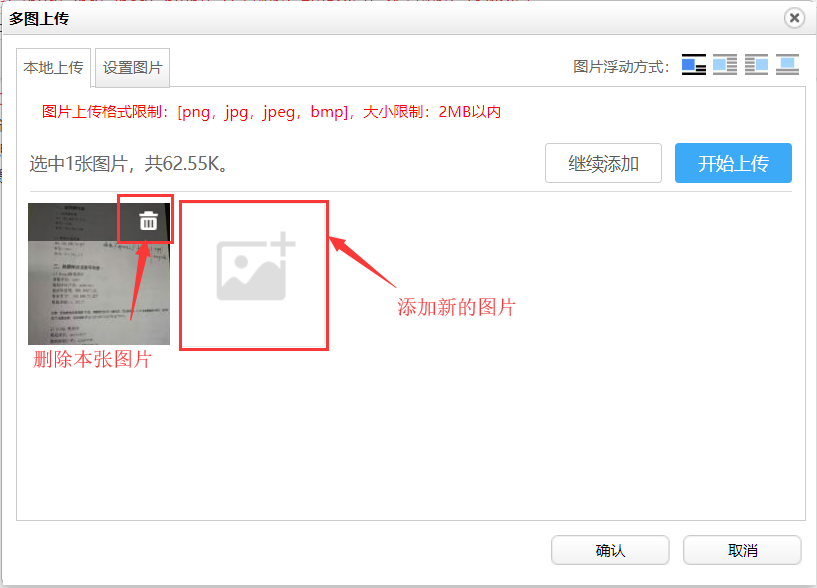 多图上传
本地上传 设置图片
图片浮动方式：
图片上传格式限制：[png，jpg，jpeg，bmp]，大小限制：2MB以内
选中1张图片，共62.55K。
继续添加 开始上传
添加新的图片
删除本张图片
确认 取消